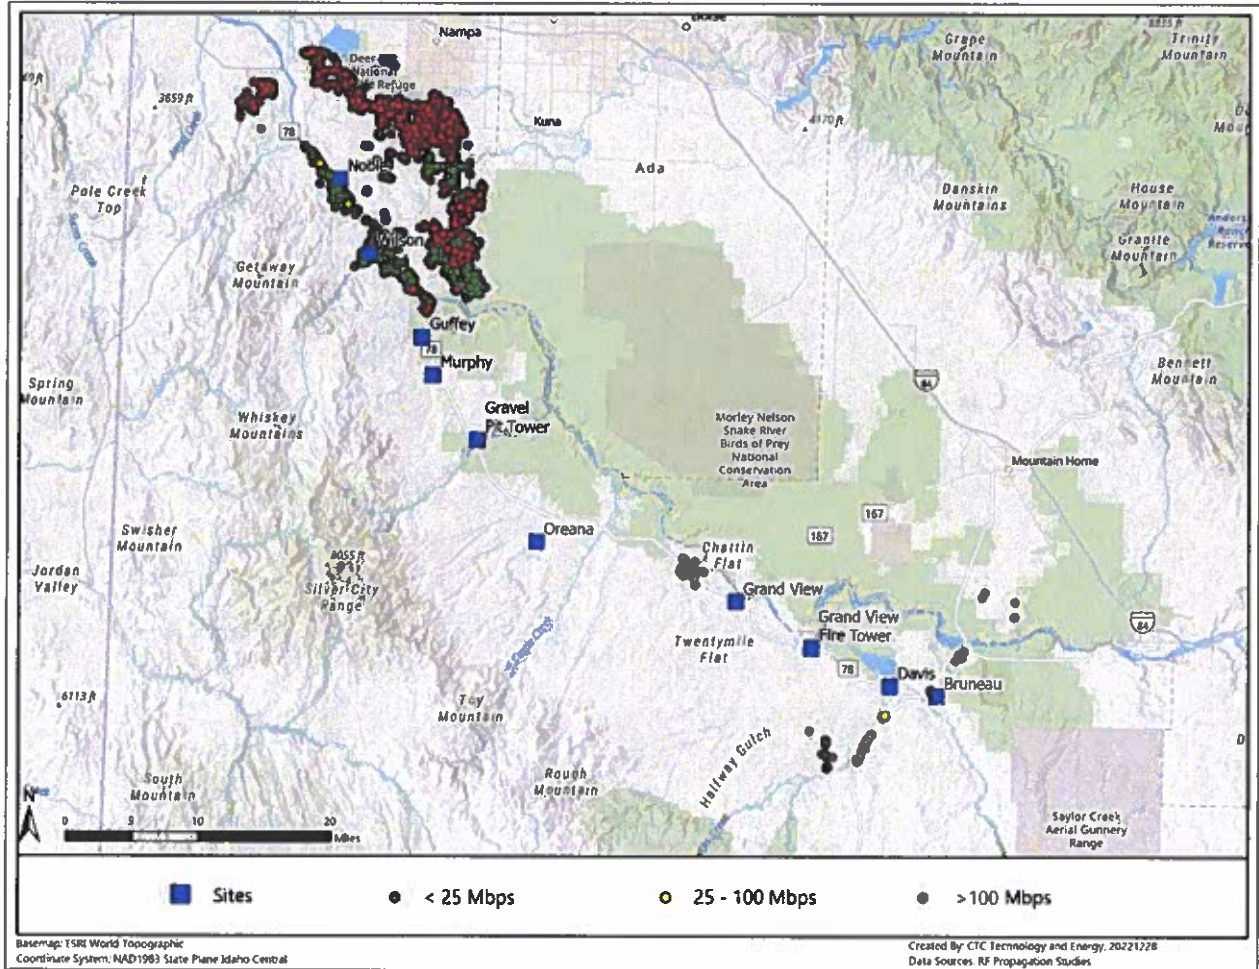 Nampa
Grape
Mountain
Trinity
Mountain
Deer
National
Refuge
3659 ft
78
Kuna
4170 ft
Ada
Pole Creek
Top
Danskin
Mountains
House
Mountain
Granite
Mountain
Wilson
Getaway
Mountain
Guffey
78
Murphy
84
Bennett
Mountain
Spring
Mountain
Gravel
Pit Tower
Whiskey
Mountains
Morley Nelson
Snake River
Birds of Prey
National
Conservation
Area
Mountain Home
167
167
Swisher
Mountain
Oreana
Chattin
Flat
8055 ft
Silver City
Range
Jordan
Valley
Grand View
Grand View
Fire Tower
84
Twentymile
Flat
78
Davis
Bruneau
6113 ft
Toy
Mountain
Halfway Gulch
South
Mountain
Rough
Mountain
Saylor Creek
Aerial Gunnery
Range
N
0 5 10 20
Miles
Sites
< 25 Mbps
25 - 100 Mbps
>100 Mbps
Basemap: ESRI World Topographic
Coordinate System: NAD1983 State Plane Idaho Central
Created By: CTC Technology and Energy, 20221228
Data Sources: RF Propagation Studies